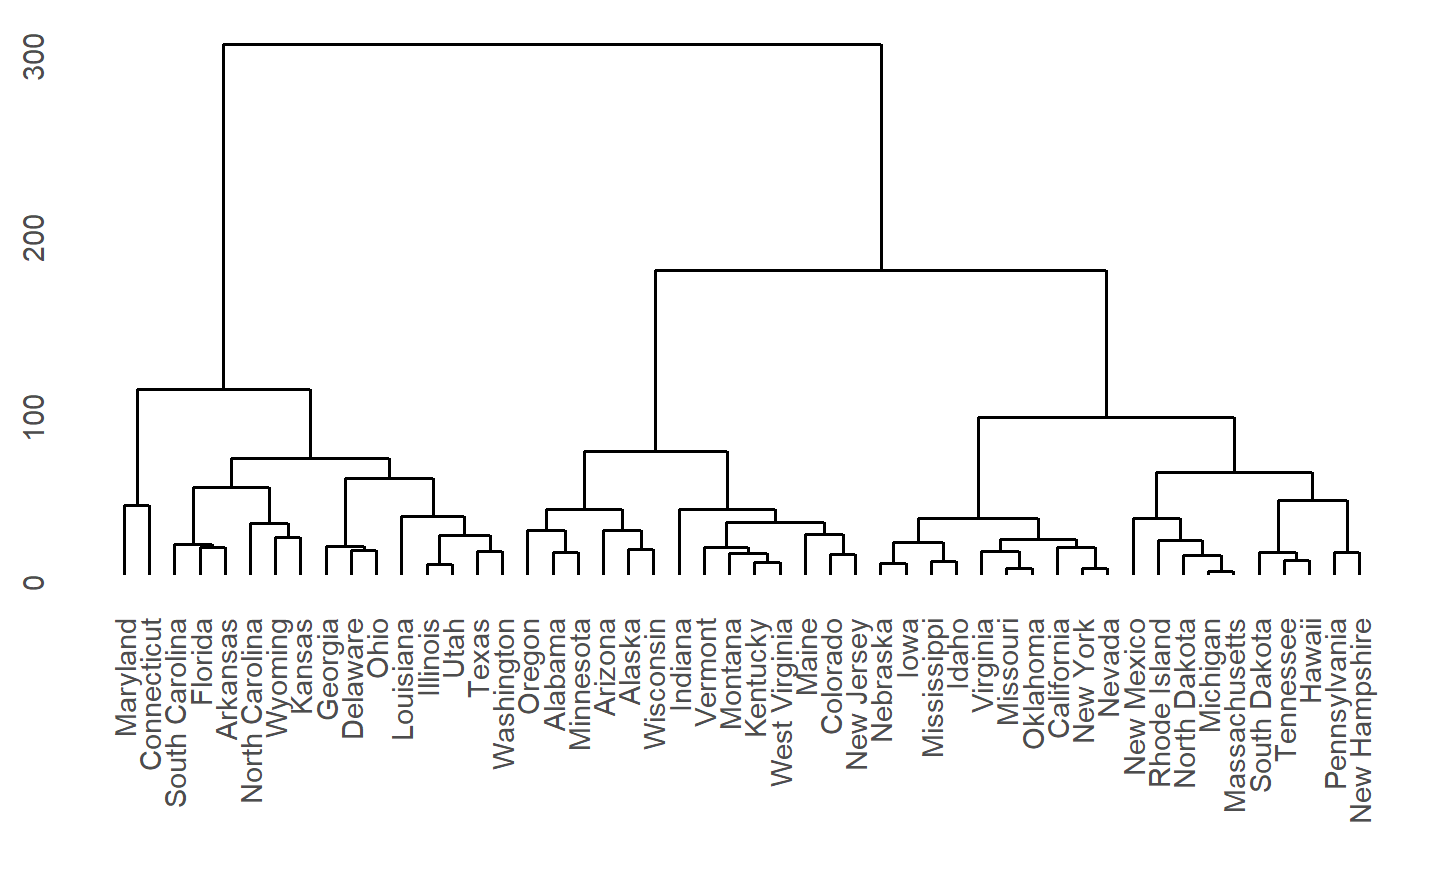 300
200
100
0
Maryland
Connecticut
South Carolina
Florida
Arkansas
North Carolina
Wyoming
Kansas
Georgia
Delaware
Ohio
Louisiana
Illinois
Utah
Texas
Washington
Oregon
Alabama
Minnesota
Arizona
Alaska
Wisconsin
Indiana
Vermont
Montana
Kentucky
West Virginia
Maine
Colorado
New Jersey
Nebraska
Iowa
Mississippi
Idaho
Virginia
Missouri
Oklahoma
California
New York
Nevada
New Mexico
Rhode Island
North Dakota
Michigan
Massachusetts
South Dakota
Tennessee
Hawaii
Pennsylvania
New Hampshire